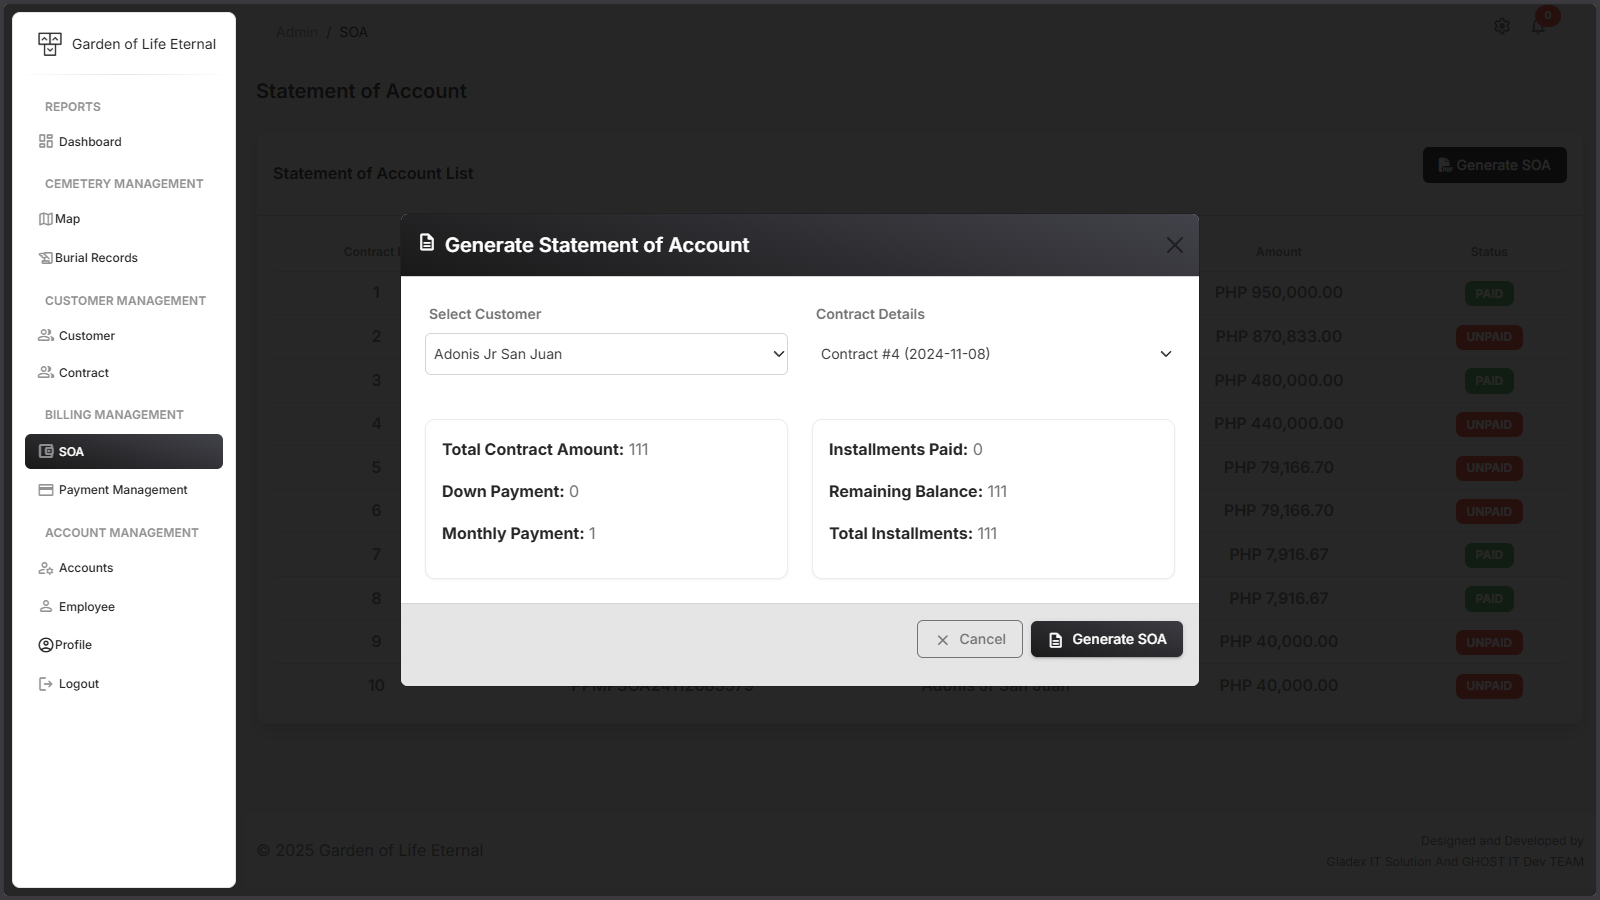 Garden of Life Eternal
REPORTS
Dashboard
CEMETERY MANAGEMENT
Map
Burial Records
CUSTOMER MANAGEMENT
Customer
Contract
BILLING MANAGEMENT
SOA
Payment Management
ACCOUNT MANAGEMENT
Accounts
Employee
Profile
Logout
Admin / SOA
0
Statement of Account
Statement of Account List
Generate SOA
Contract Amount Status
1 PHP 950,000.00 PAID
2 PHP 870,833.00 UNPAID
3 PHP 480,000.00 PAID
4 PHP 440,000.00 UNPAID
5 PHP 79,166.70 UNPAID
6 PHP 79,166.70 UNPAID
7 PHP 7,916.67 PAID
8 PHP 7,916.67 PAID
9 PHP 40,000.00 UNPAID
10 Adonis Jr San Juan PHP 40,000.00 UNPAID
Generate Statement of Account
Select Customer
Adonis Jr San Juan
Contract Details
Contract #4 (2024-11-08)
Total Contract Amount: 111
Down Payment: 0
Monthly Payment: 1
Installments Paid: 0
Remaining Balance: 111
Total Installments: 111
Cancel
Generate SOA
© 2025 Garden of Life Eternal
Designed and Developed by
Gladex IT Solution And GHOST IT Dev TEAM